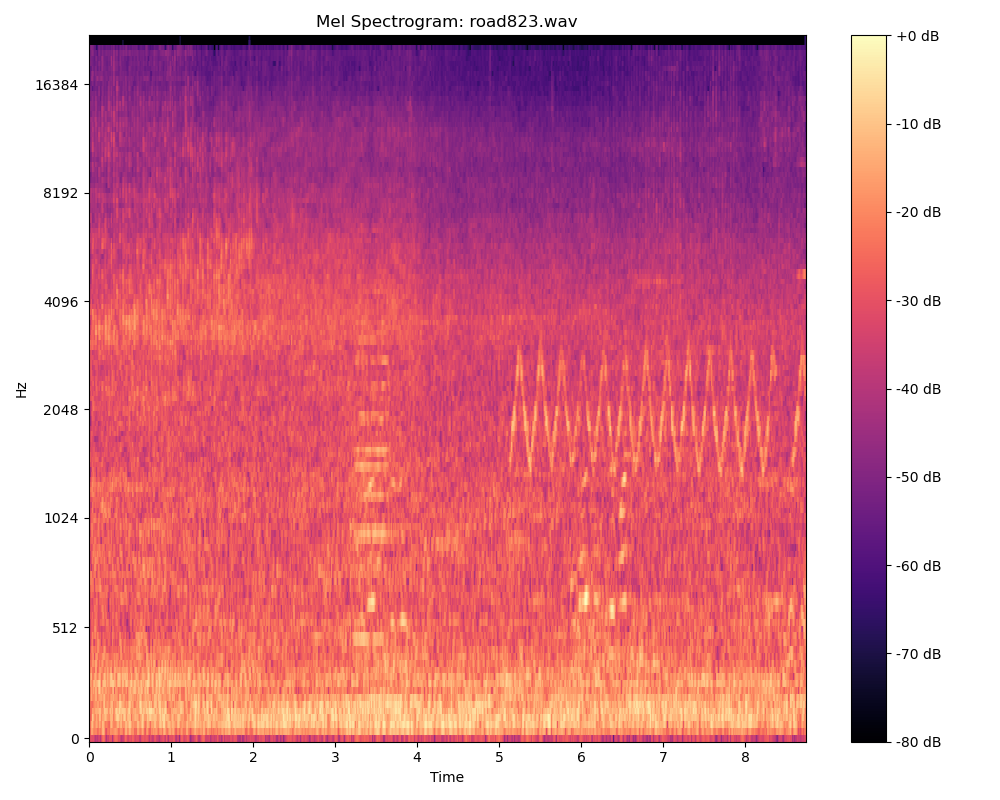 Mel Spectrogram: road823.wav
+0 dB
16384
-10 dB
8192
-20 dB
4096
-30 dB
Hz
2048
-40 dB
1024
-50 dB
-60 dB
512
-70 dB
0
-80 dB
0 1 2 3 4 5 6 7 8
Time